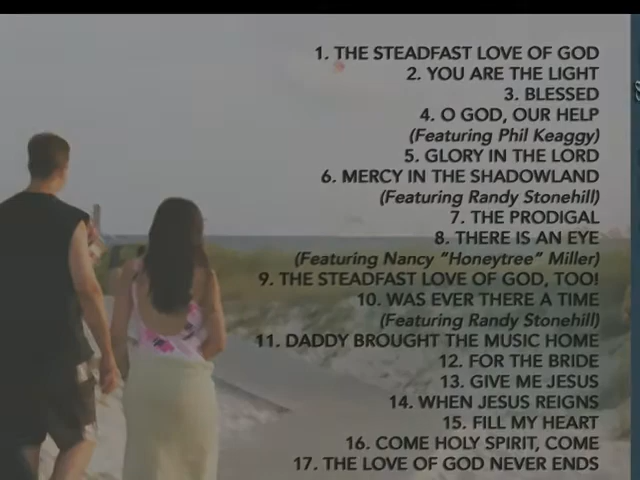 1. THE STEADFAST LOVE OF GOD
2. YOU ARE THE LIGHT
3. BLESSED
4. O GOD, OUR HELP
(Featuring Phil Keaggy)
5. GLORY IN THE LORD
6. MERCY IN THE SHADOWLAND
(Featuring Randy Stonehill)
7. THE PRODIGAL
8. THERE IS AN EYE
(Featuring Nancy "Honeytree" Miller)
9. THE STEADFAST LOVE OF GOD, TOO!
10. WAS EVER THERE A TIME
(Featuring Randy Stonehill)
11. DADDY BROUGHT THE MUSIC HOME
12. FOR THE BRIDE
13. GIVE ME JESUS
14. WHEN JESUS REIGNS
15. FILL MY HEART
16. COME HOLY SPIRIT, COME
17. THE LOVE OF GOD NEVER ENDS